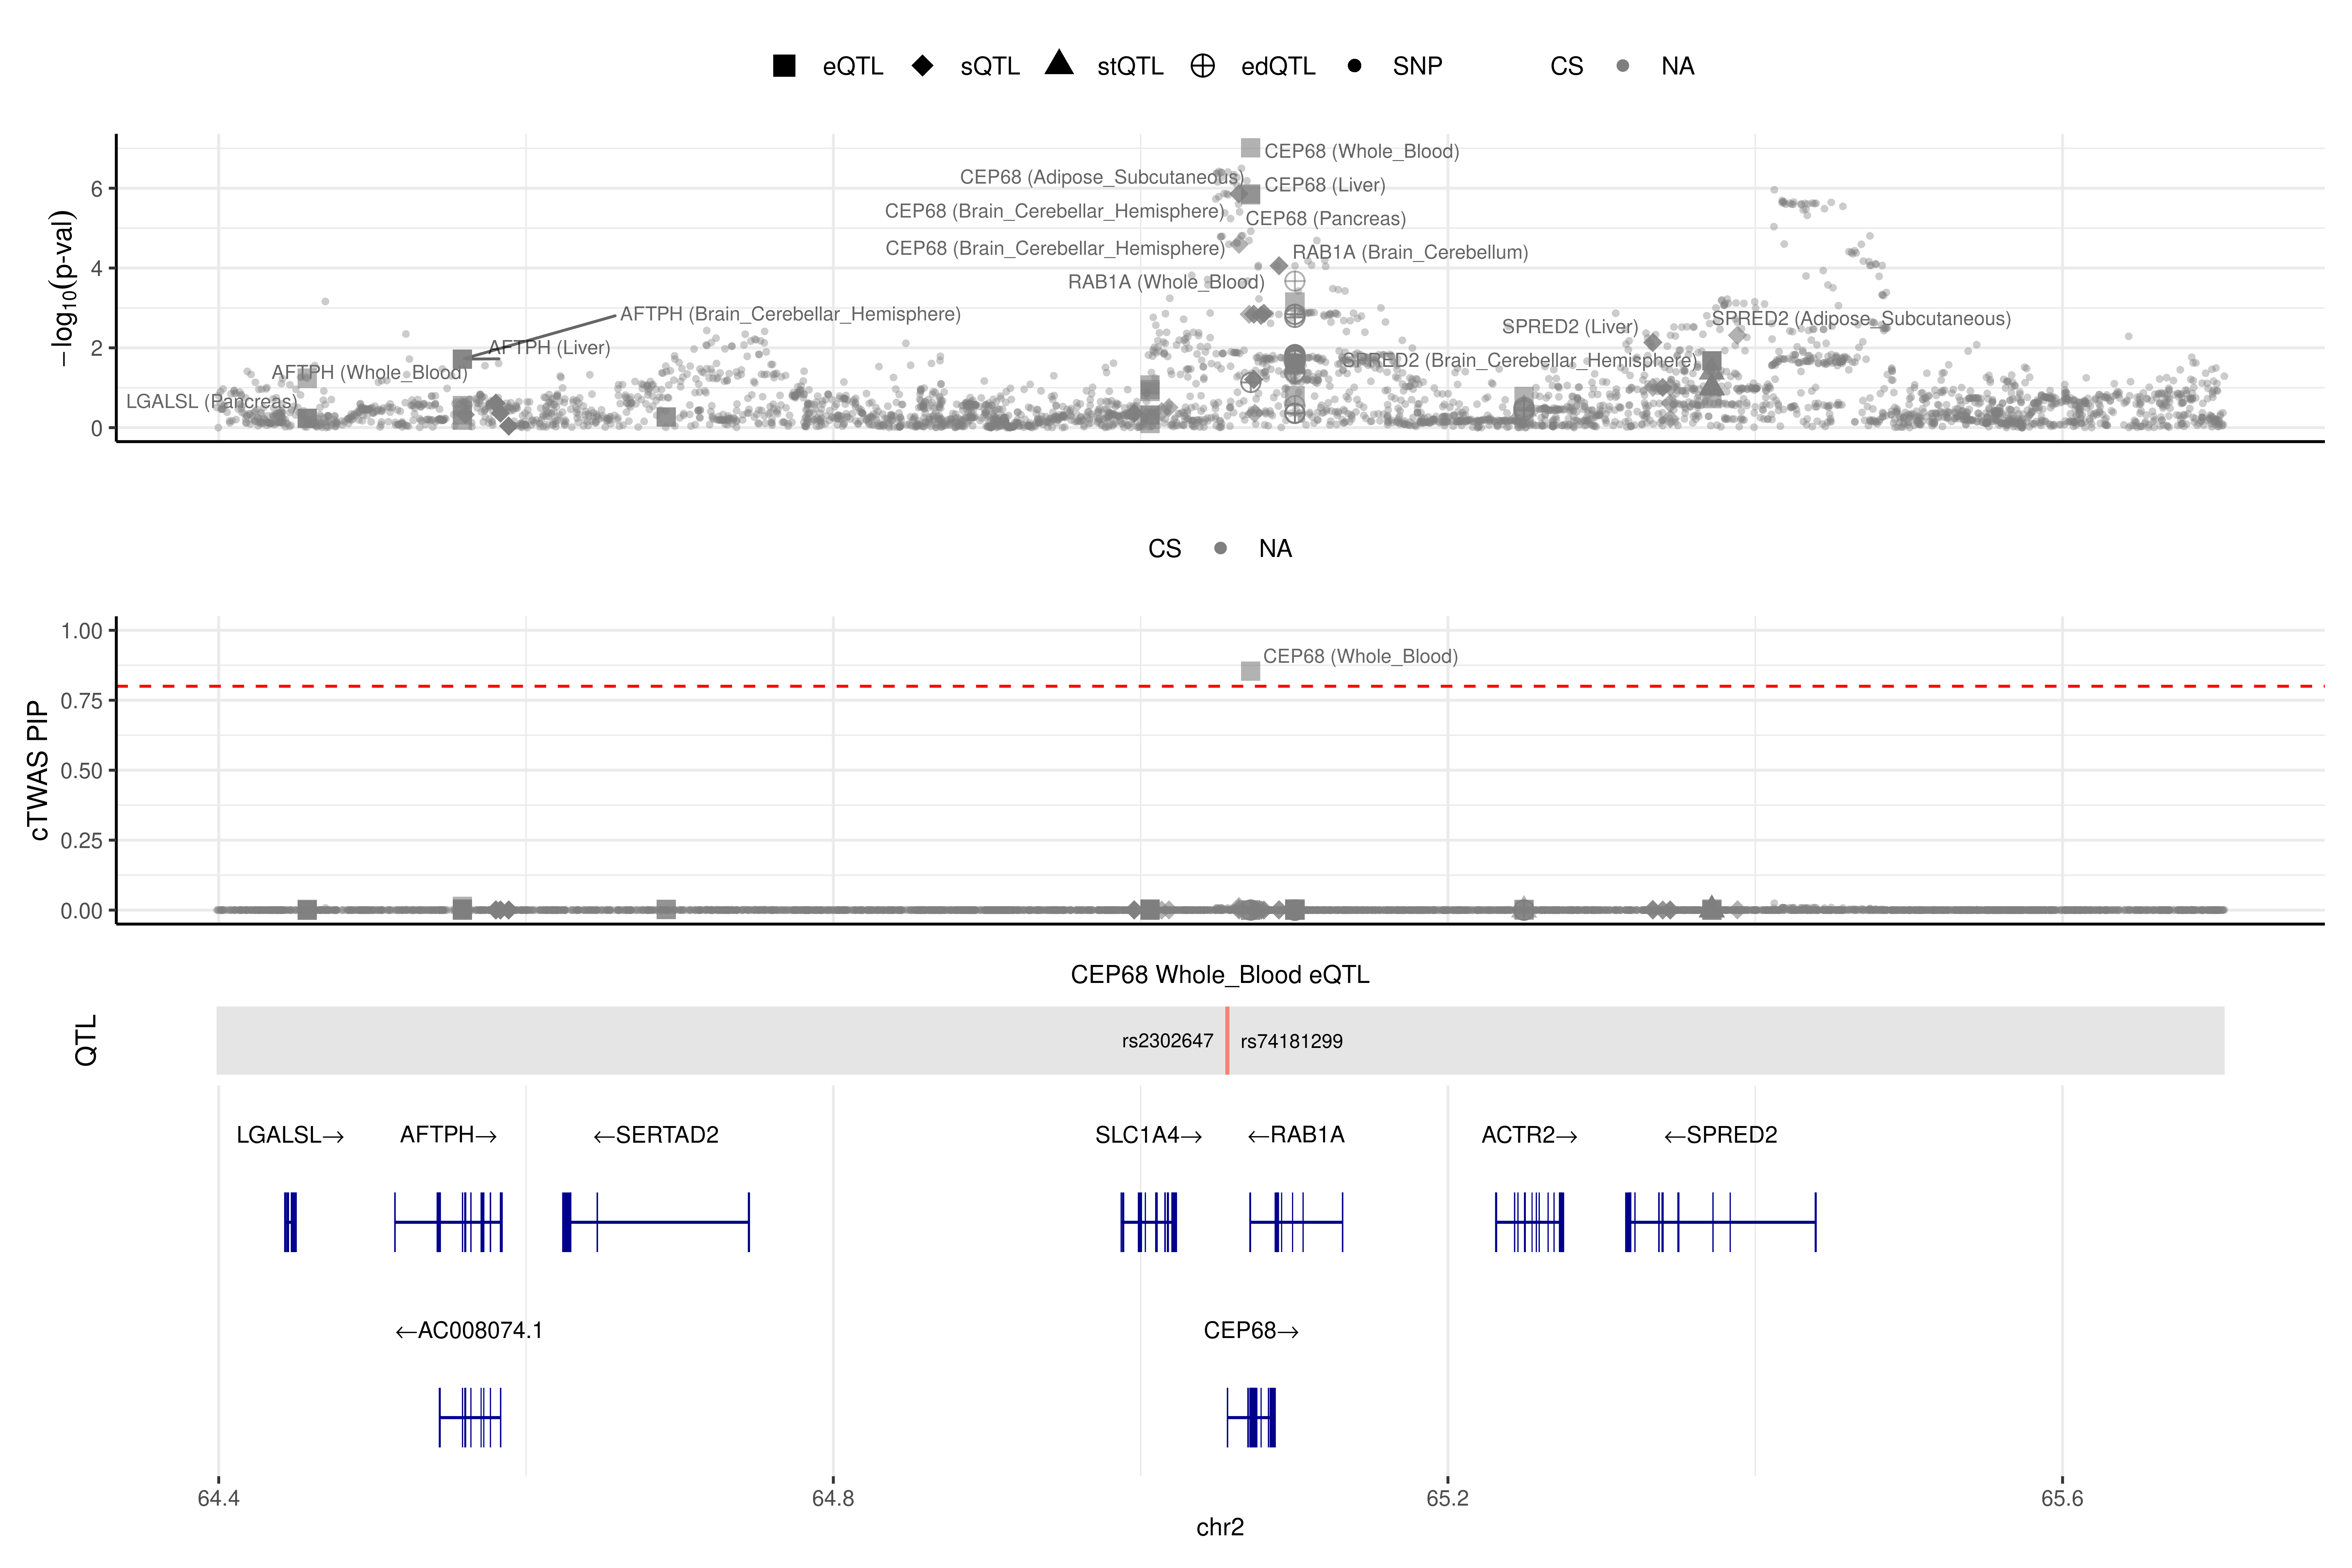 eQTL sQTL stQTL edQTL SNP CS NA
−log10(p-val)
6
4
2
0
CEP68 (Whole_Blood)
CEP68 (Adipose_Subcutaneous)
CEP68 (Liver)
CEP68 (Brain_Cerebellar_Hemisphere)
CEP68 (Pancreas)
CEP68 (Brain_Cerebellar_Hemisphere)
RAB1A (Brain_Cerebellum)
RAB1A (Whole_Blood)
AFTPH (Brain_Cerebellar_Hemisphere)
SPRED2 (Liver)
SPRED2 (Adipose_Subcutaneous)
AFTPH (Liver)
SPRED2 (Brain_Cerebellar_Hemisphere)
AFTPH (Whole_Blood)
LGALSL (Pancreas)
CS NA
cTWAS PIP
1.00
0.75
0.50
0.25
0.00
CEP68 (Whole_Blood)
CEP68 Whole_Blood eQTL
QTL
rs2302647 rs74181299
LGALSL→ AFTPH→ ←SERTAD2 SLC1A4→ ←RAB1A ACTR2→ ←SPRED2
←AC008074.1 CEP68→
64.4 64.8 65.2 65.6
chr2